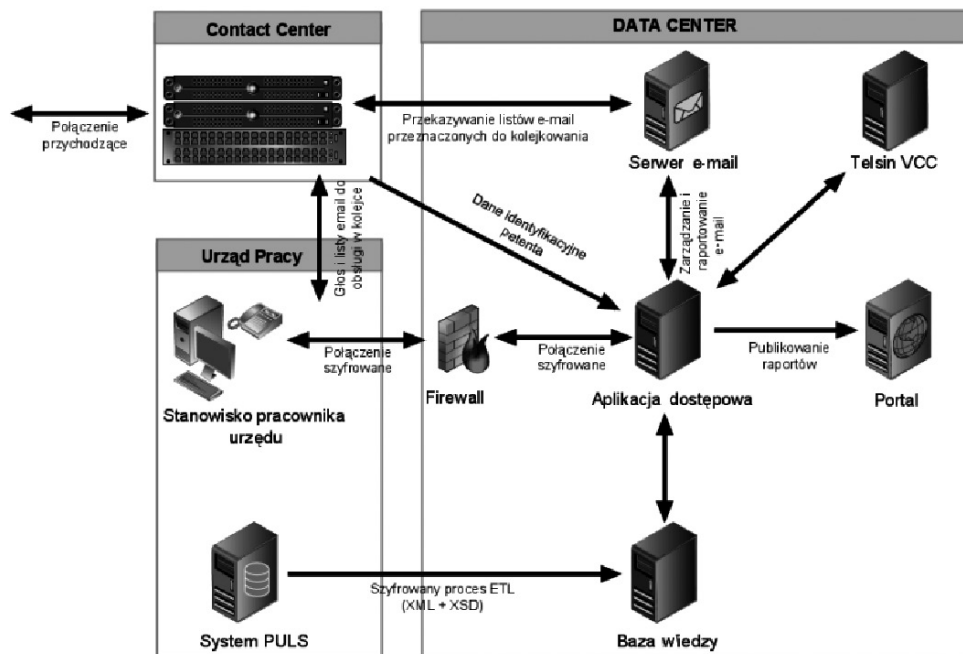 Contact Center
DATA CENTER
Połączenie
przychodzące
Przekazywanie listów e-mail
przeznaczonych do kolejkowania
Serwer e-mail
Telsin VCC
Głos i listy email do
obsługi w kolejce
Dane identyfikacyjne
petenta
Zarządzanie i
raportowanie
e-mail
Urząd Pracy
Połączenie
szyfrowane
Połączenie
szyfrowane
Publikowanie
raportów
Stanowisko pracownika
urzędu
Firewall
Aplikacja dostępowa
Portal
Szyfrowany proces ETL
(XML + XSD)
System PULS
Baza wiedzy